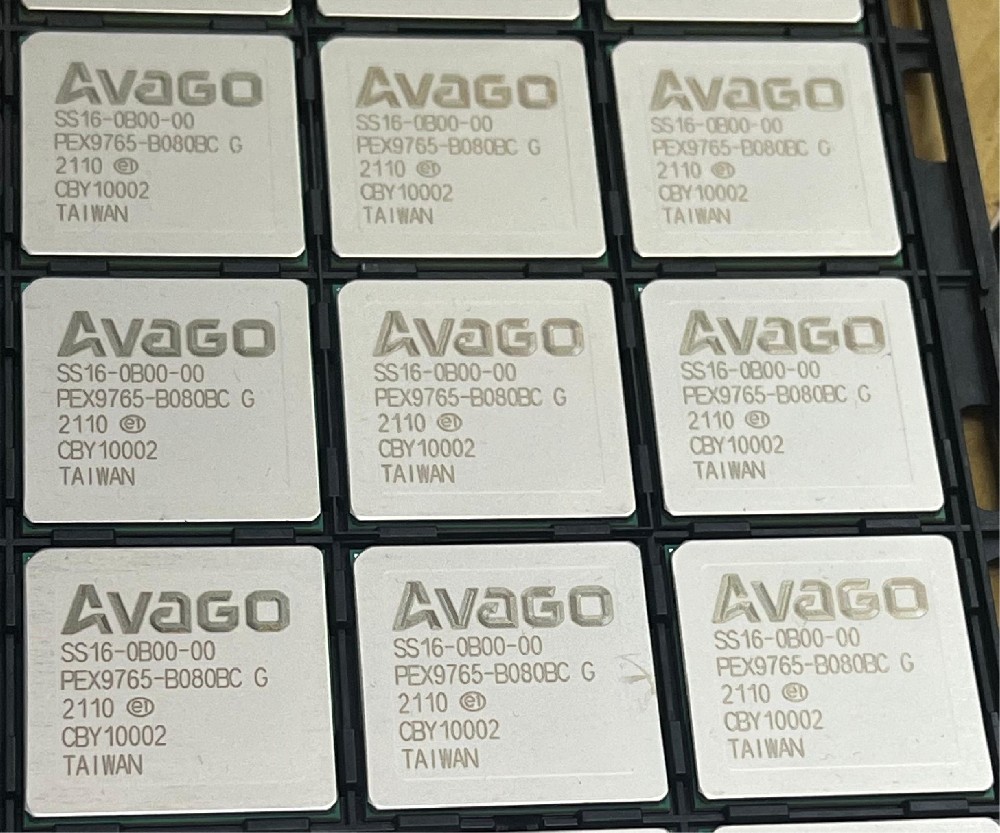 AVAGO
SS16-0B00-00
PEX9765-B080BC G
2110 e1
CBY10002
TAIWAN
AVAGO
SS16-0B00-00
PEX9765-B080BC G
2110 e1
CBY10002
TAIWAN
AVAGO
SS16-0B00-00
PEX9765-B080BC G
2110 e1
CBY10002
TAIWAN
AVAGO
SS16-0B00-00
PEX9765-B080BC G
2110 e1
CBY10002
TAIWAN
AVAGO
SS16-0B00-00
PEX9765-B080BC G
2110 e1
CBY10002
TAIWAN
AVAGO
SS16-0B00-00
PEX9765-B080BC G
2110 e1
CBY10002
TAIWAN
AVAGO
SS16-0B00-00
PEX9765-B080BC G
2110 e1
CBY10002
TAIWAN
AVAGO
SS16-0B00-00
PEX9765-B080BC G
2110 e1
CBY10002
TAIWAN
AVAGO
SS16-0B00-00
PEX9765-B080BC G
2110 e1
CBY10002
TAIWAN